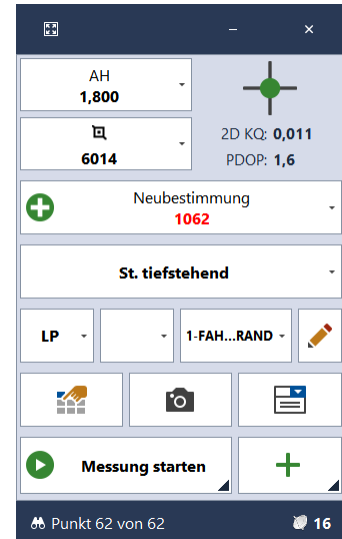 AH
1,800
6014
2D KQ: 0,011
PDOP: 1,6
Neubestimmung
1062
St. tiefstehend
LP
1-FAH...RAND
Messung starten
Punkt 62 von 62
16